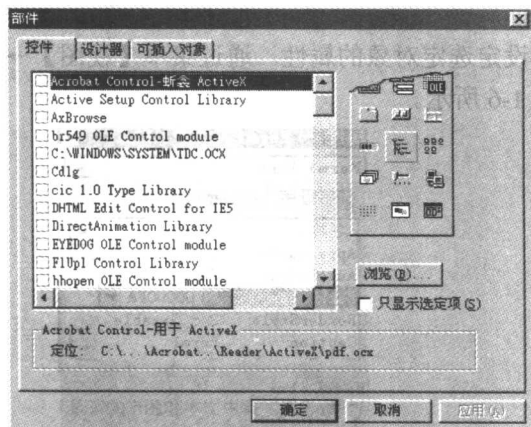 部件
控件 设计器 可插入对象
Acrobat Control-斩衾 ActiveX
Active Setup Control Library
AxBrowse
br549 OLE Control module
C:\WINDOWS\SYSTEM\TDC.OCX
Cdlg
cic 1.0 Type Library
DHTML Edit Control for IE5
DirectAnimation Library
EYEDOG OLE Control module
FlUpl Control Library
hhopen OLE Control module
OLE
浏览(B)...
只显示选定项(S)
Acrobat Control-用于 ActiveX
定位: C:\...\Acrobat..\Reader\ActiveX\pdf.ocx
确定 取消 应用(A)